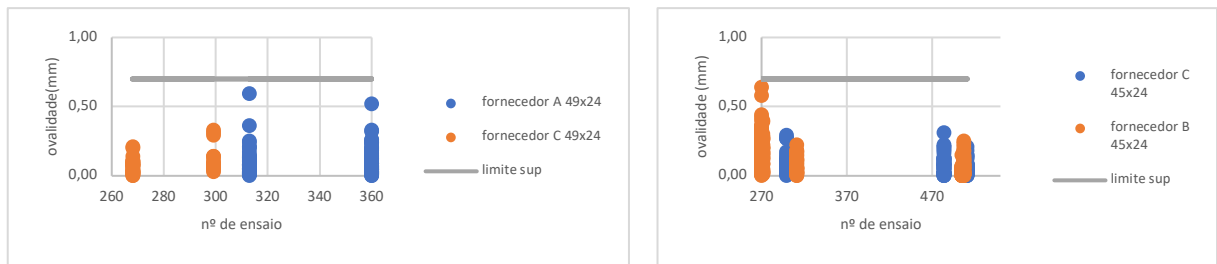 1,00
0,50
0,00
260 280 300 320 340 360
ovalidade(mm)
nº de ensaio
fornecedor A 49x24
fornecedor C 49x24
limite sup
1,00
0,50
0,00
270 370 470
ovalidade (mm)
nº de ensaio
fornecedor C
45x24
fornecedor B
45x24
limite sup